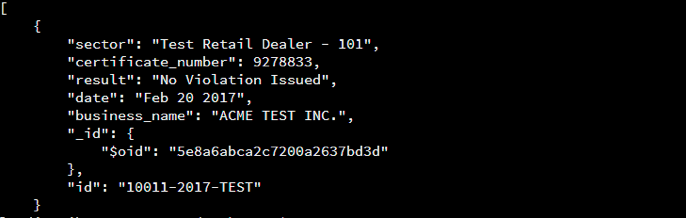 [
    {
        "sector": "Test Retail Dealer - 101",
        "certificate_number": 9278833,
        "result": "No Violation Issued",
        "date": "Feb 20 2017",
        "business_name": "ACME TEST INC.",
        "_id": {
            "$oid": "5e8a6abca2c7200a2637bd3d"
        },
        "id": "10011-2017-TEST"
    }